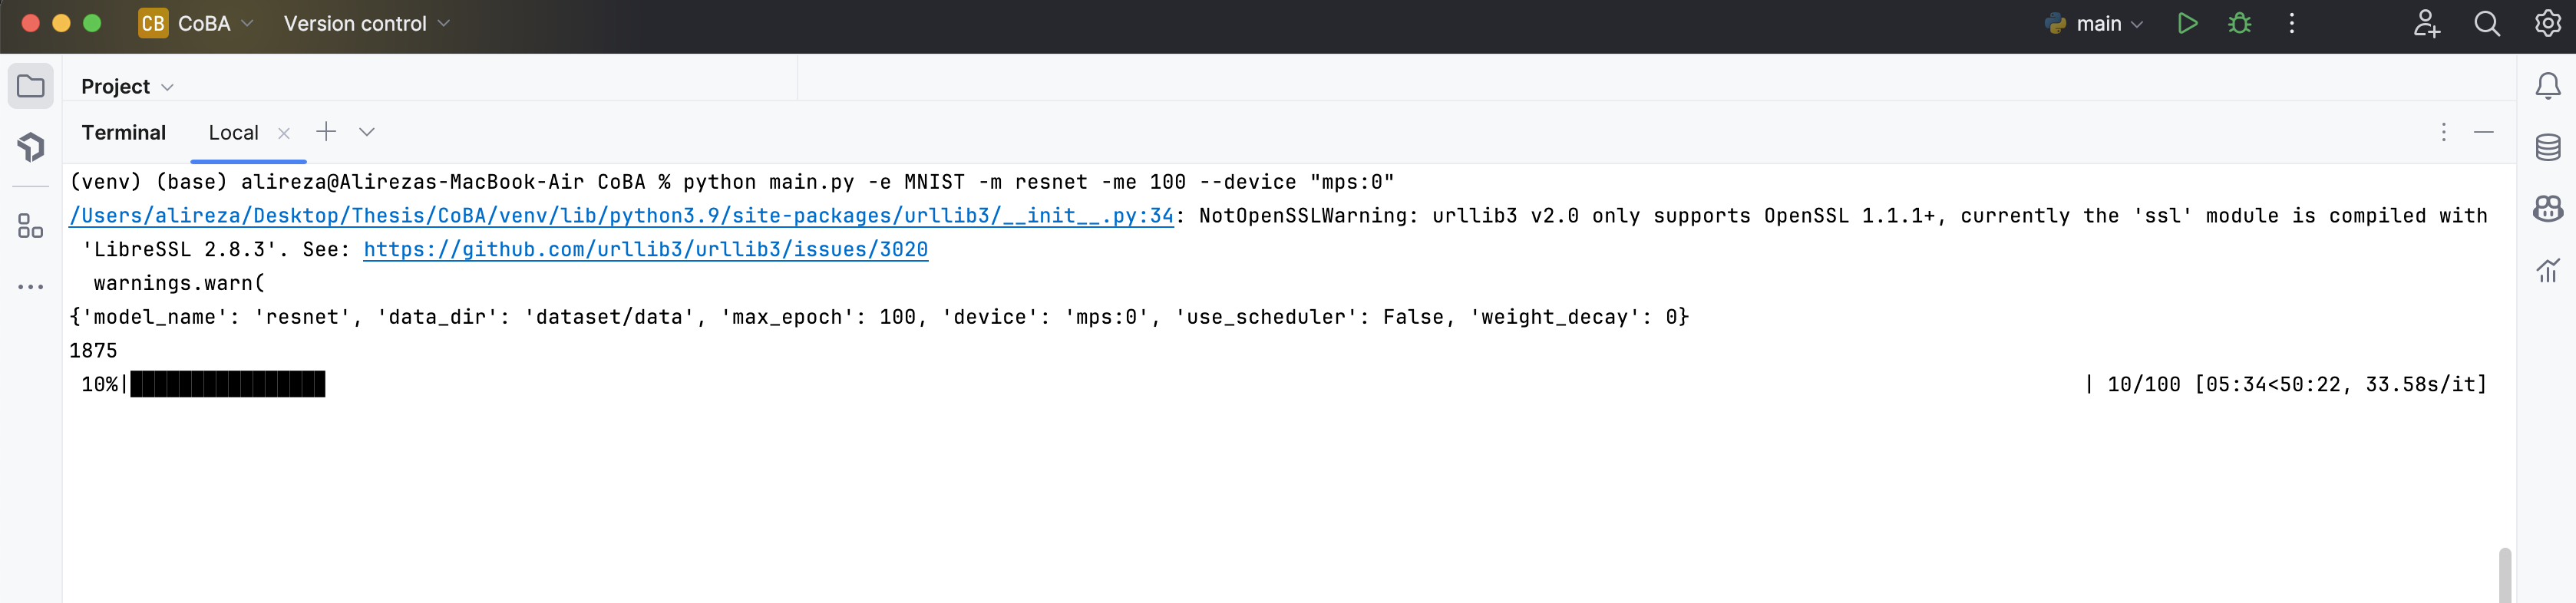 CB CoBA Version control main
Project
Terminal Local
(venv) (base) alireza@Alirezas-MacBook-Air CoBA % python main.py -e MNIST -m resnet -me 100 --device "mps:0"
/Users/alireza/Desktop/Thesis/CoBA/venv/lib/python3.9/site-packages/urllib3/__init__.py:34: NotOpenSSLWarning: urllib3 v2.0 only supports OpenSSL 1.1.1+, currently the 'ssl' module is compiled with
'LibreSSL 2.8.3'. See: https://github.com/urllib3/urllib3/issues/3020
warnings.warn(
{'model_name': 'resnet', 'data_dir': 'dataset/data', 'max_epoch': 100, 'device': 'mps:0', 'use_scheduler': False, 'weight_decay': 0}
1875
10%|████████████████ | 10/100 [05:34<50:22, 33.58s/it]